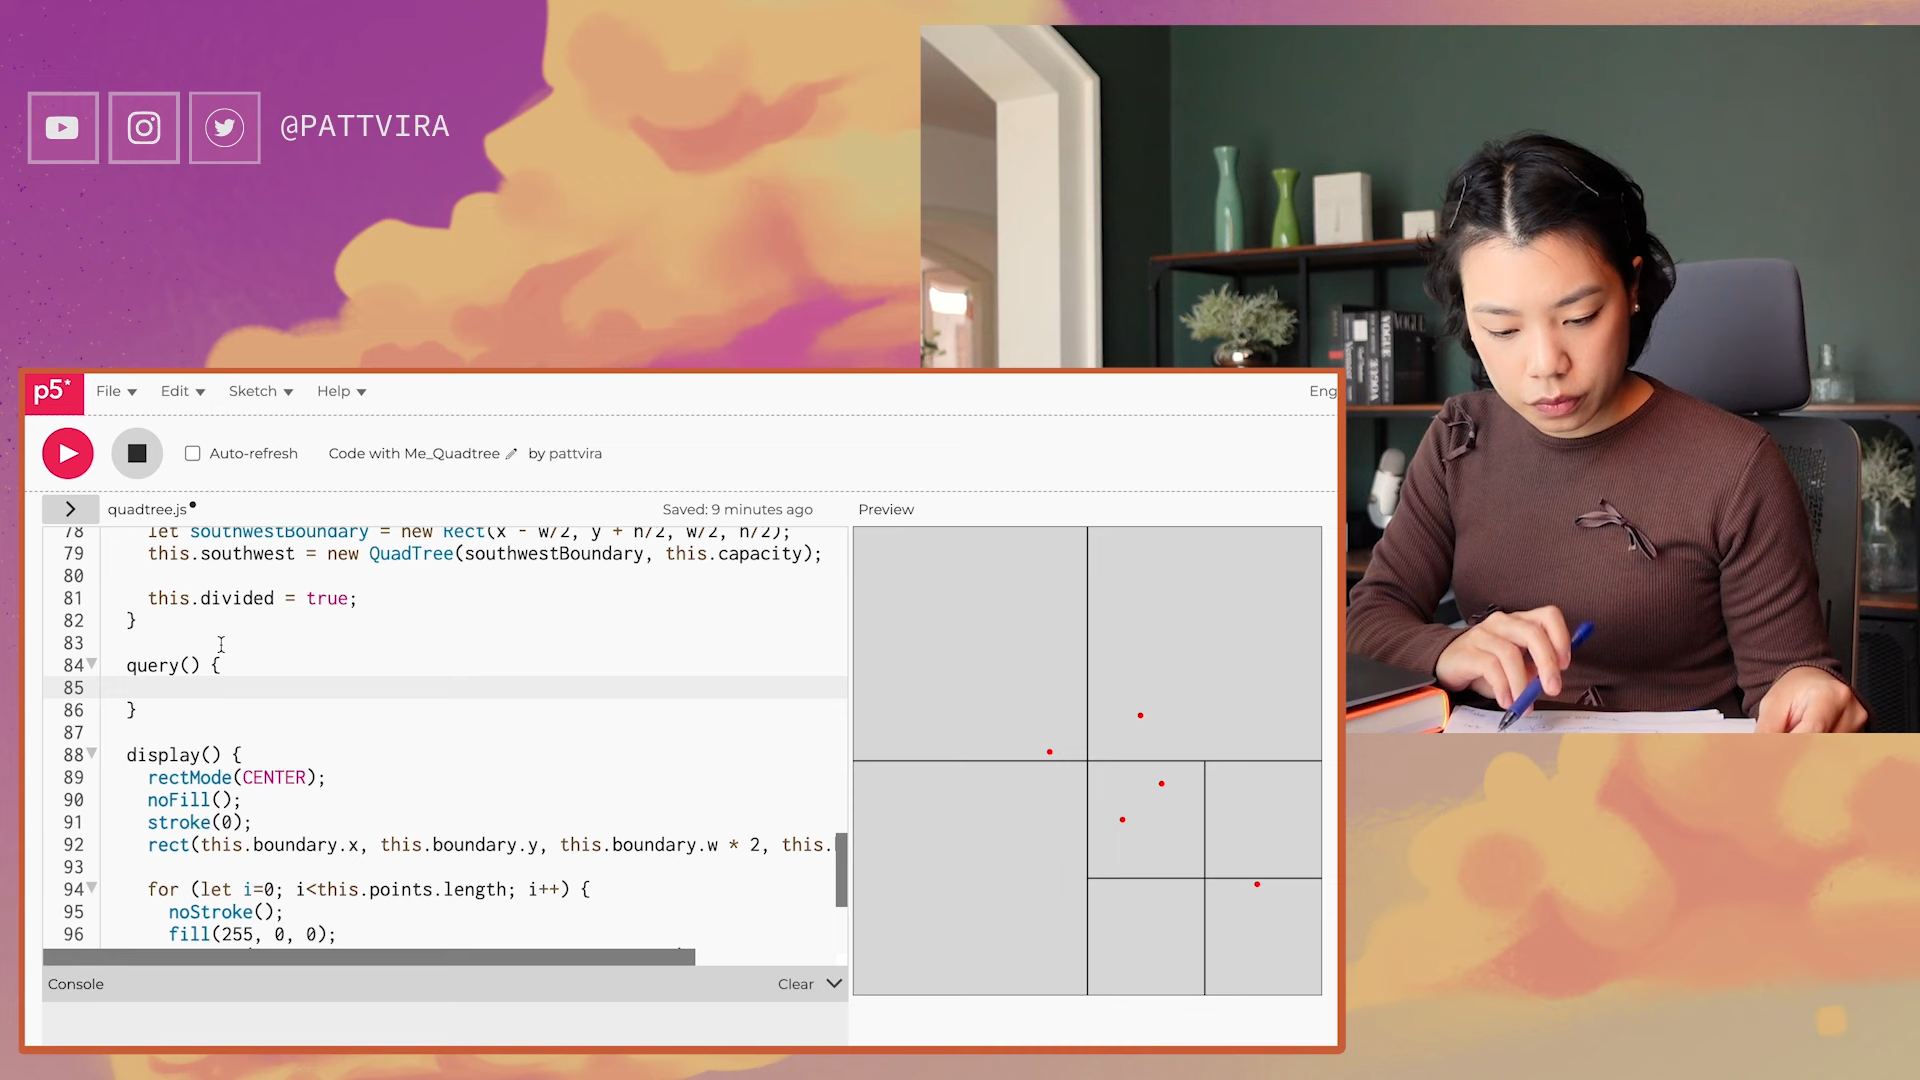 @PATTVIRA
VOGUE
VOGUE
p5* File Edit Sketch Help Eng
Auto-refresh Code with Me_Quadtree by pattvira
> quadtree.js Saved: 9 minutes ago Preview
78 let southwestBoundary = new Rect(x - w/2, y + h/2, w/2, h/2);
79 this.southwest = new QuadTree(southwestBoundary, this.capacity);
80
81 this.divided = true;
82 }
83
84 query() {
85
86 }
87
88 display() {
89 rectMode(CENTER);
90 noFill();
91 stroke(0);
92 rect(this.boundary.x, this.boundary.y, this.boundary.w * 2, this.
93
94 for (let i=0; i<this.points.length; i++) {
95 noStroke();
96 fill(255, 0, 0);
Console Clear